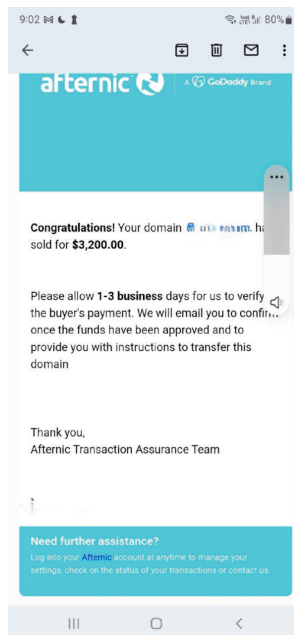 9:02
80%
afternic
A GoDaddy Brand
Congratulations! Your domain
sold for $3,200.00.
Please allow 1-3 business days for us to verify
the buyer's payment. We will email you to confir
once the funds have been approved and to
provide you with instructions to transfer this
domain
Thank you,
Afternic Transaction Assurance Team
Need further assistance?
Log into your Afternic account at anytime to manage your
settings, check on the status of your transactions or contact us.